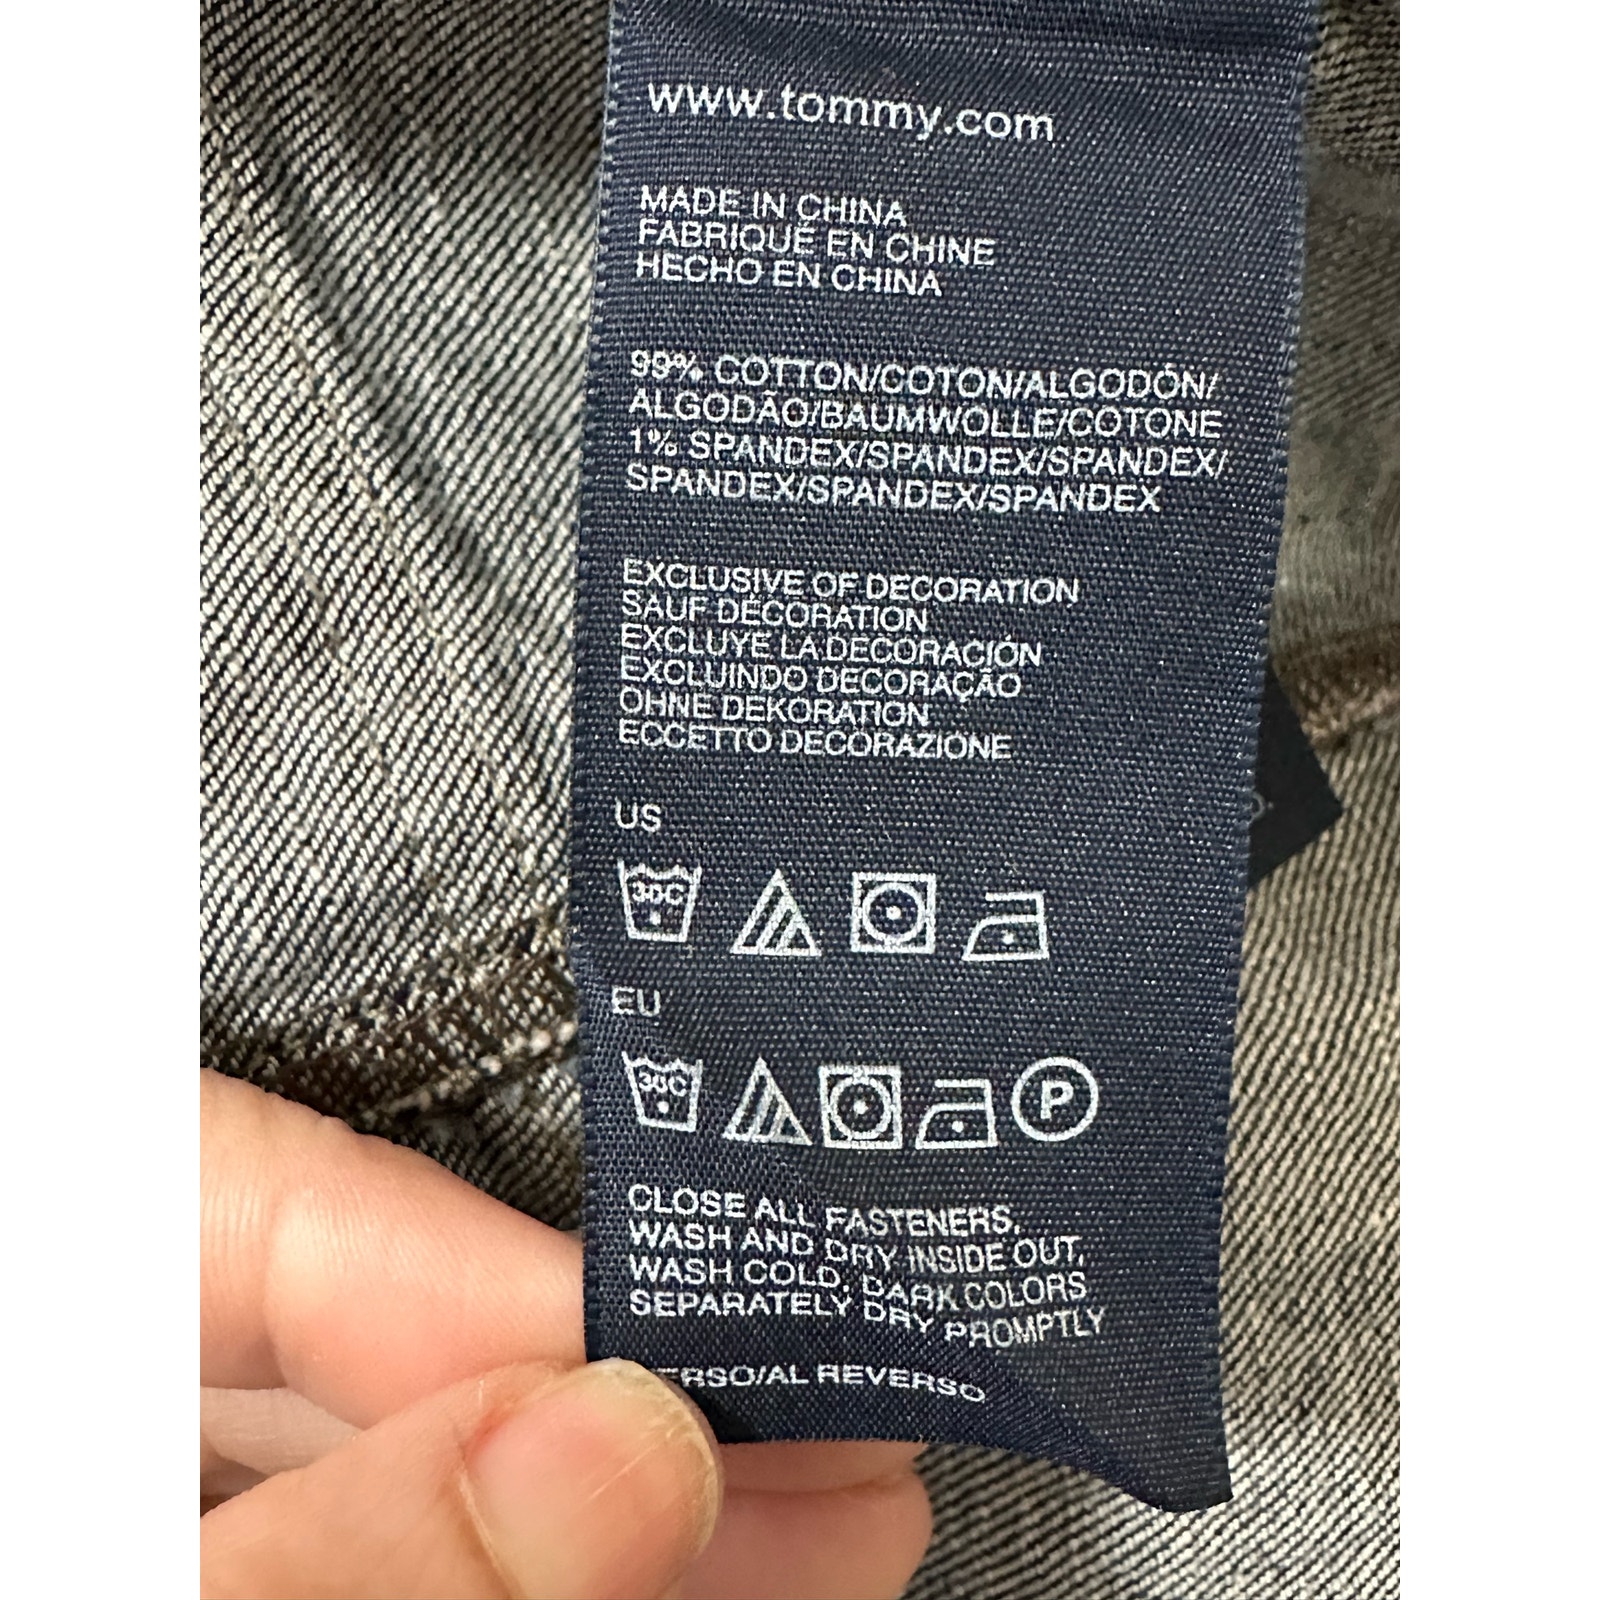 www.tommy.com
MADE IN CHINA
FABRIQUÉ EN CHINE
HECHO EN CHINA
99% COTTON/COTON/ALGODÓN/
ALGODÃO/BAUMWOLLE/COTONE
1% SPANDEX/SPANDEX/SPANDEX/
SPANDEX/SPANDEX/SPANDEX
EXCLUSIVE OF DECORATION
SAUF DÉCORATION
EXCLUYE LA DECORACIÓN
EXCLUINDO DECORAÇÃO
OHNE DEKORATION
ECCETTO DECORAZIONE
US
30C
EU
30C P
CLOSE ALL FASTENERS,
WASH AND DRY INSIDE OUT,
WASH COLD, DARK COLORS
SEPARATELY DRY PROMPTLY
ERSO/AL REVERSO